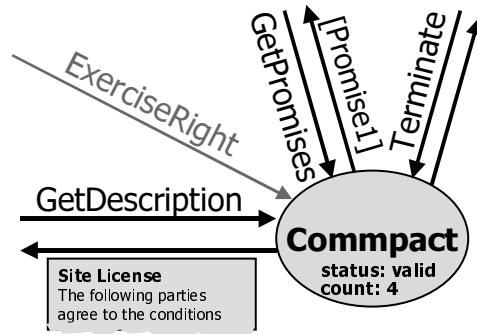 ExerciseRight
GetPromises
[Promise1]
Terminate
GetDescription
Commpact
status: valid
count: 4
Site License
The following parties
agree to the conditions